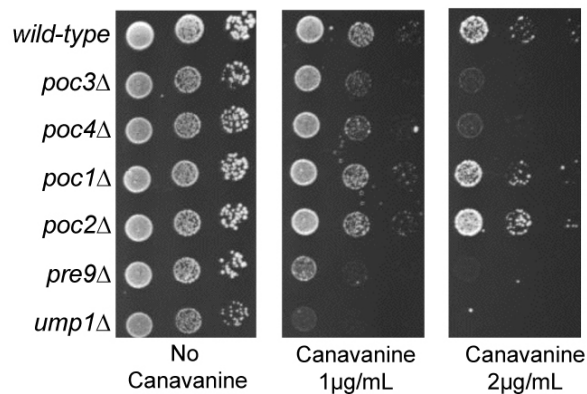 wild-type
poc3Δ
poc4Δ
poc1Δ
poc2Δ
pre9Δ
ump1Δ
No
Canavanine
Canavanine
1µg/mL
Canavanine
2µg/mL